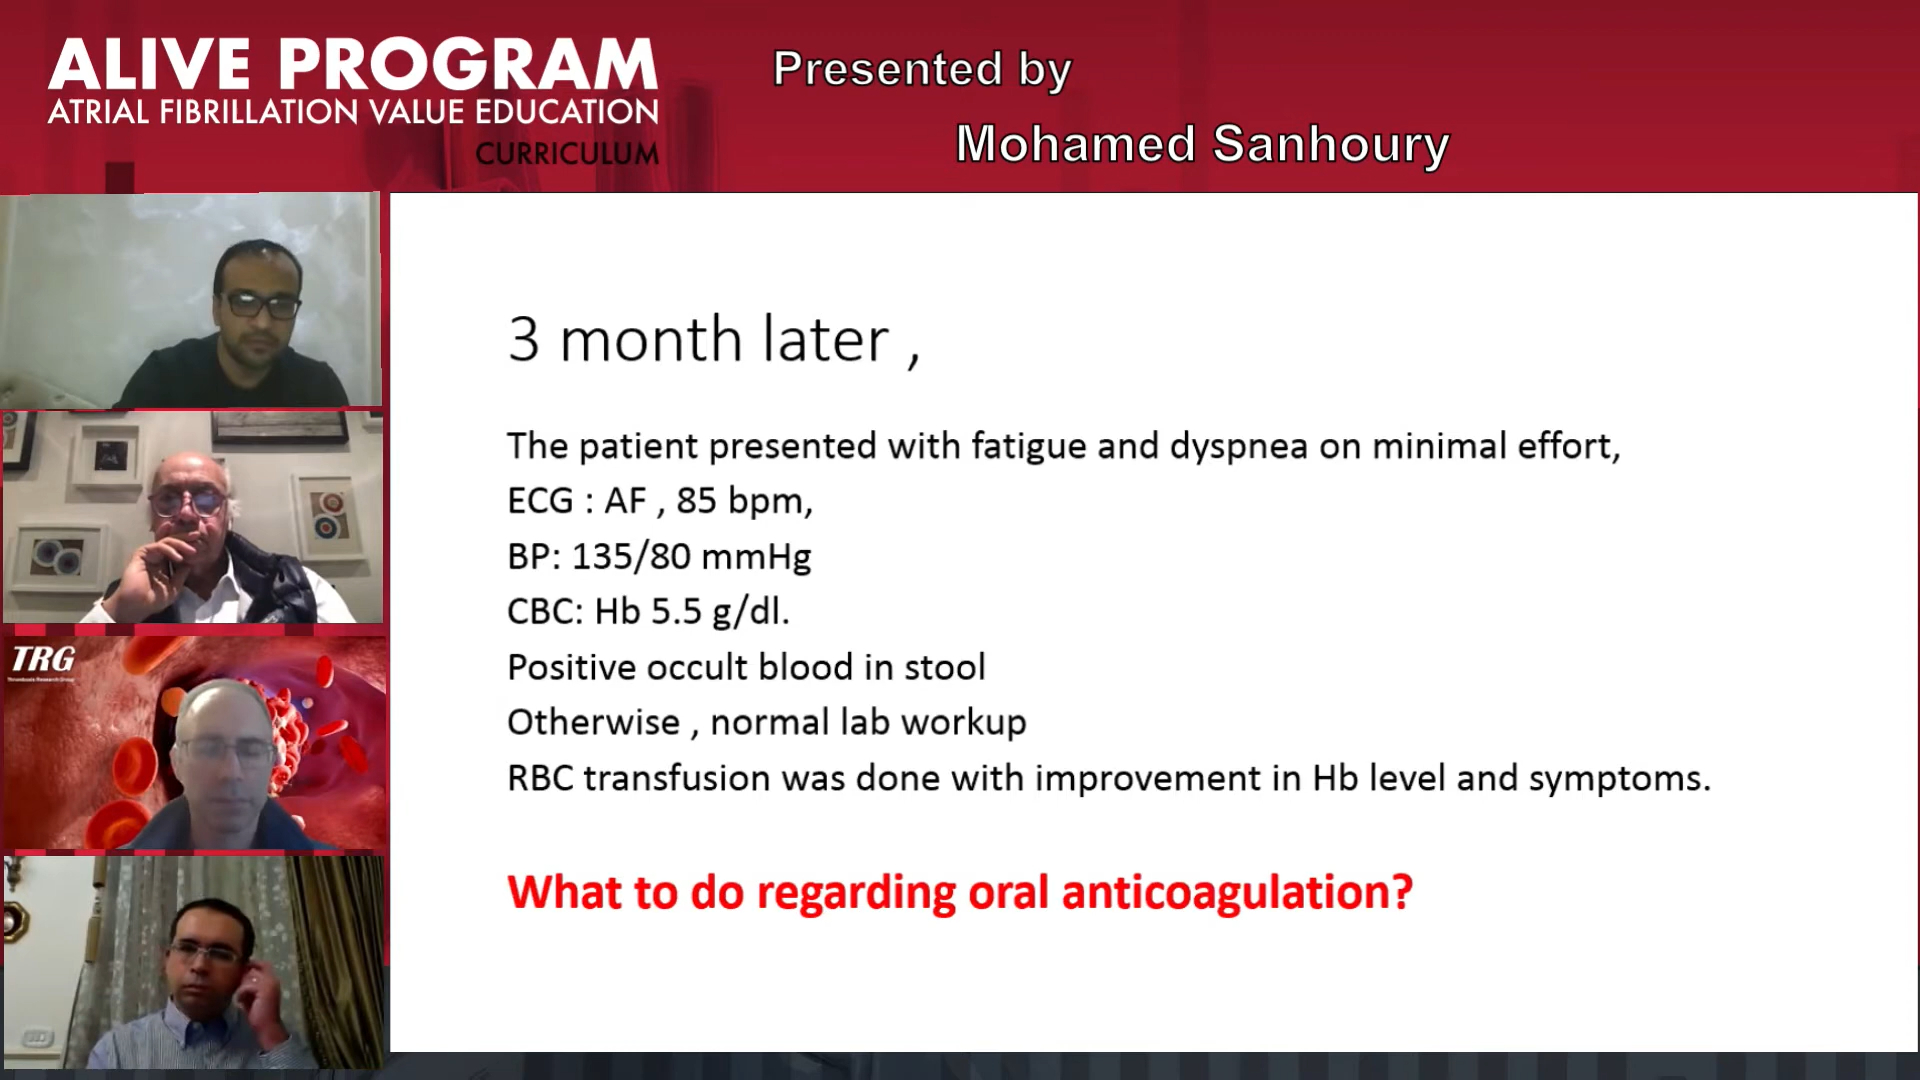 ALIVE PROGRAM
ATRIAL FIBRILLATION VALUE EDUCATION
CURRICULUM
Presented by
Mohamed Sanhoury
TRG
Thrombosis Research Group
3 month later ,
The patient presented with fatigue and dyspnea on minimal effort,
ECG : AF , 85 bpm,
BP: 135/80 mmHg
CBC: Hb 5.5 g/dl.
Positive occult blood in stool
Otherwise , normal lab workup
RBC transfusion was done with improvement in Hb level and symptoms.
What to do regarding oral anticoagulation?